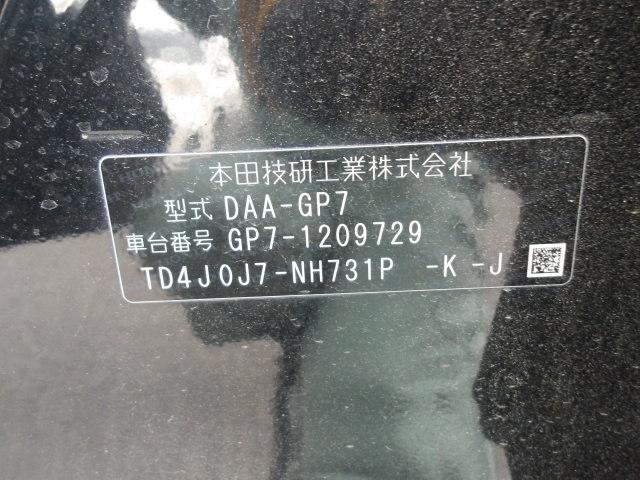 本田技研工業株式会社
型式 DAA-GP7
車台番号 GP7-1209729
TD4J0J7-NH731P -K -J